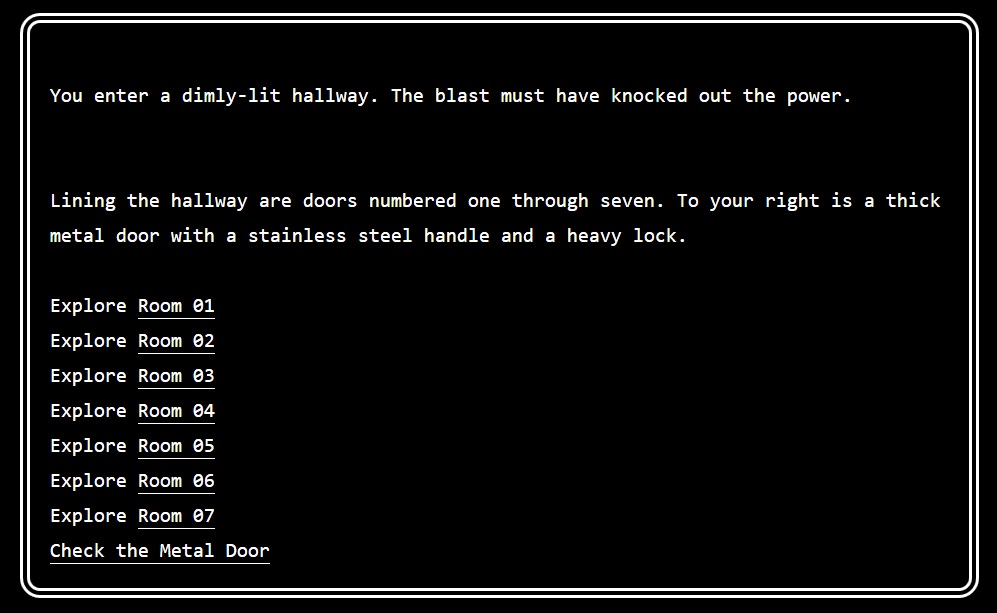 You enter a dimly-lit hallway. The blast must have knocked out the power.
Lining the hallway are doors numbered one through seven. To your right is a thick
metal door with a stainless steel handle and a heavy lock.
Explore Room 01
Explore Room 02
Explore Room 03
Explore Room 04
Explore Room 05
Explore Room 06
Explore Room 07
Check the Metal Door